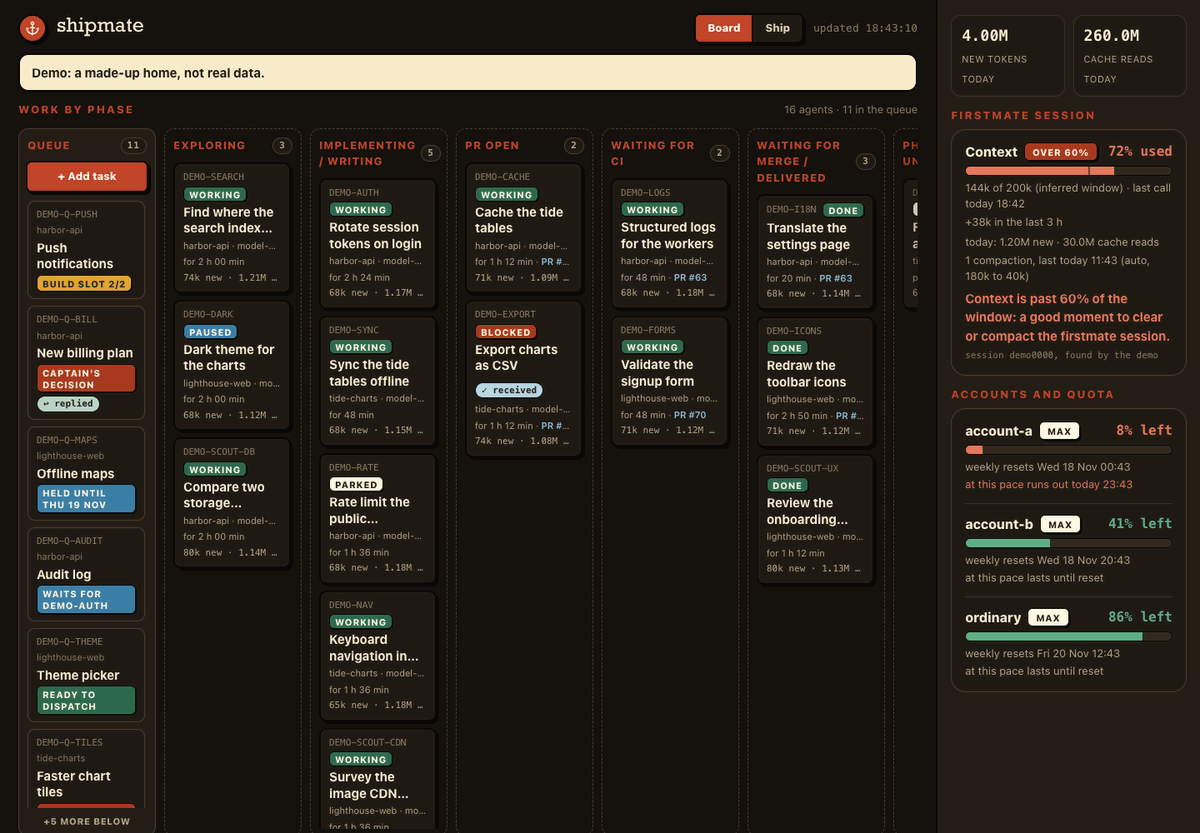 shipmate
Board
Ship
updated 18:43:10
Demo: a made-up home, not real data.
WORK BY PHASE
16 agents · 11 in the queue
QUEUE
11
+ Add task
DEMO-Q-PUSH
harbor-api
Push
notifications
BUILD SLOT 2/2
DEMO-Q-BILL
harbor-api
New billing plan
CAPTAIN'S
DECISION
↩ replied
DEMO-Q-MAPS
lighthouse-web
Offline maps
HELD UNTIL
THU 19 NOV
DEMO-Q-AUDIT
harbor-api
Audit log
WAITS FOR
DEMO-AUTH
DEMO-Q-THEME
lighthouse-web
Theme picker
READY TO
DISPATCH
DEMO-Q-TILES
tide-charts
Faster chart
tiles
+5 MORE BELOW
EXPLORING
3
DEMO-SEARCH
WORKING
Find where the
search index…
harbor-api · model-…
for 2 h 00 min
74k new · 1.21M …
DEMO-DARK
PAUSED
Dark theme for
the charts
lighthouse-web · mo…
for 2 h 00 min
68k new · 1.12M …
DEMO-SCOUT-DB
WORKING
Compare two
storage…
harbor-api · model-…
for 2 h 00 min
80k new · 1.14M …
IMPLEMENTING
/ WRITING
5
DEMO-AUTH
WORKING
Rotate session
tokens on login
harbor-api · model-…
for 2 h 24 min
68k new · 1.17M …
DEMO-SYNC
WORKING
Sync the tide
tables offline
tide-charts · model-…
for 48 min
68k new · 1.15M …
DEMO-RATE
PARKED
Rate limit the
public…
harbor-api · model-…
for 1 h 36 min
68k new · 1.18M …
DEMO-NAV
WORKING
Keyboard
navigation in…
tide-charts · model-…
for 1 h 36 min
65k new · 1.18M …
DEMO-SCOUT-CDN
WORKING
Survey the
image CDN…
lighthouse-web · mo…
for 1 h 36 min
PR OPEN
2
DEMO-CACHE
WORKING
Cache the tide
tables
harbor-api · model-…
for 1 h 12 min · PR #…
71k new · 1.09M …
DEMO-EXPORT
BLOCKED
Export charts
as CSV
✓ received
tide-charts · model-…
for 1 h 12 min · PR #…
74k new · 1.08M …
WAITING FOR
CI
2
DEMO-LOGS
WORKING
Structured logs
for the workers
harbor-api · model-…
for 48 min · PR #63
68k new · 1.18M …
DEMO-FORMS
WORKING
Validate the
signup form
lighthouse-web · mo…
for 48 min · PR #70
71k new · 1.12M …
WAITING FOR
MERGE /
DELIVERED
3
DEMO-I18N
DONE
Translate the
settings page
harbor-api · model-…
for 20 min · PR #63
68k new · 1.14M …
DEMO-ICONS
DONE
Redraw the
toolbar icons
lighthouse-web · mo…
for 2 h 50 min · PR #…
71k new · 1.12M …
DEMO-SCOUT-UX
DONE
Review the
onboarding…
lighthouse-web · mo…
for 1 h 12 min
80k new · 1.13M …
4.00M
NEW TOKENS
TODAY
260.0M
CACHE READS
TODAY
FIRSTMATE SESSION
Context
OVER 60%
72% used
144k of 200k (inferred window) · last call
today 18:42
+38k in the last 3 h
today: 1.20M new · 30.0M cache reads
1 compaction, last today 11:43 (auto,
180k to 40k)
Context is past 60% of the
window: a good moment to clear
or compact the firstmate session.
session demo0000, found by the demo
ACCOUNTS AND QUOTA
account-a
MAX
8% left
weekly resets Wed 18 Nov 00:43
at this pace runs out today 23:43
account-b
MAX
41% left
weekly resets Wed 18 Nov 20:43
at this pace lasts until reset
ordinary
MAX
86% left
weekly resets Fri 20 Nov 12:43
at this pace lasts until reset